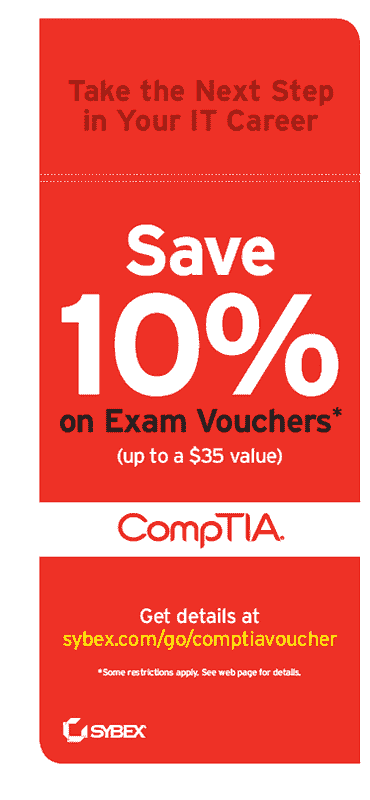 Take the Next Step
in Your IT Career
Save
10%
on Exam Vouchers*
(up to a $35 value)
CompTIA®
Get details at
sybex.com/go/comptiavoucher
*Some restrictions apply. See web page for details.
SYBEX